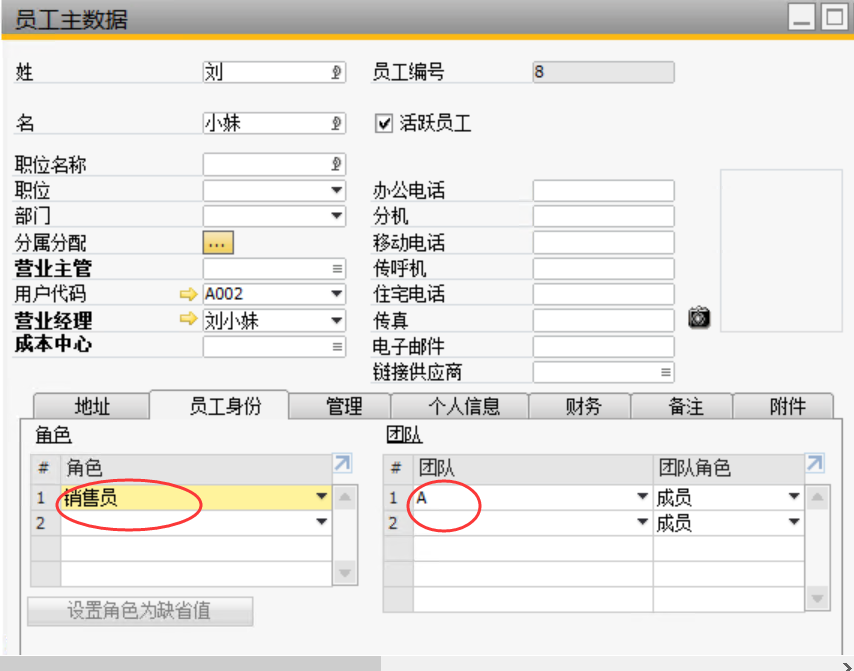 员工主数据
姓 刘 员工编号 8
名 小妹 活跃员工
职位名称
职位 办公电话
部门 分机
分属分配 ... 移动电话
营业主管 传呼机
用户代码 A002 住宅电话
营业经理 刘小妹 传真
成本中心 电子邮件
链接供应商
地址 员工身份 管理 个人信息 财务 备注 附件
角色 团队
# 角色 # 团队 团队角色
1 销售员 1 A 成员
2 2 成员
设置角色为缺省值